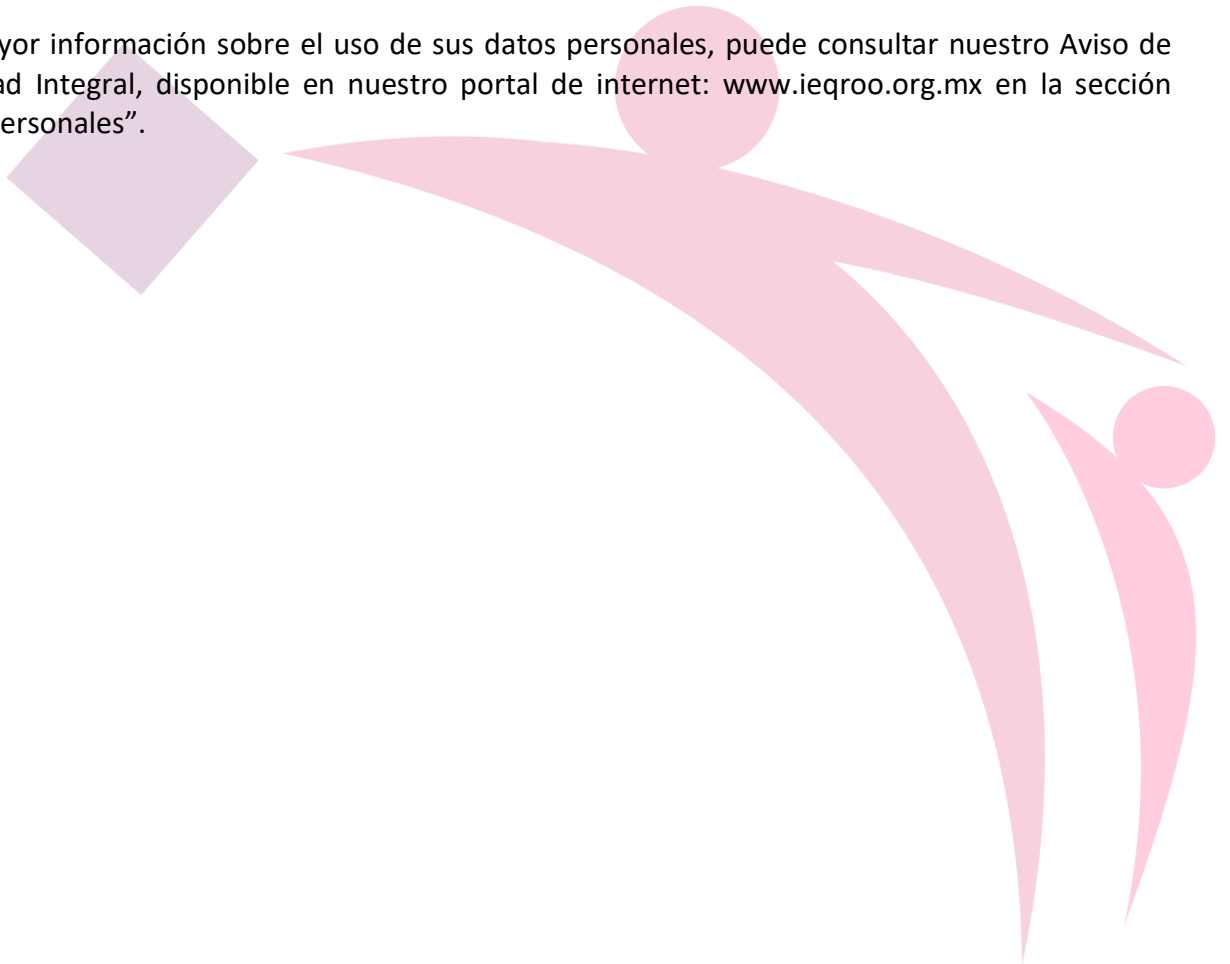 yor información sobre el uso de sus datos personales, puede consultar nuestro Aviso de
ad Integral, disponible en nuestro portal de internet: www.ieqroo.org.mx en la sección
ersonales”.